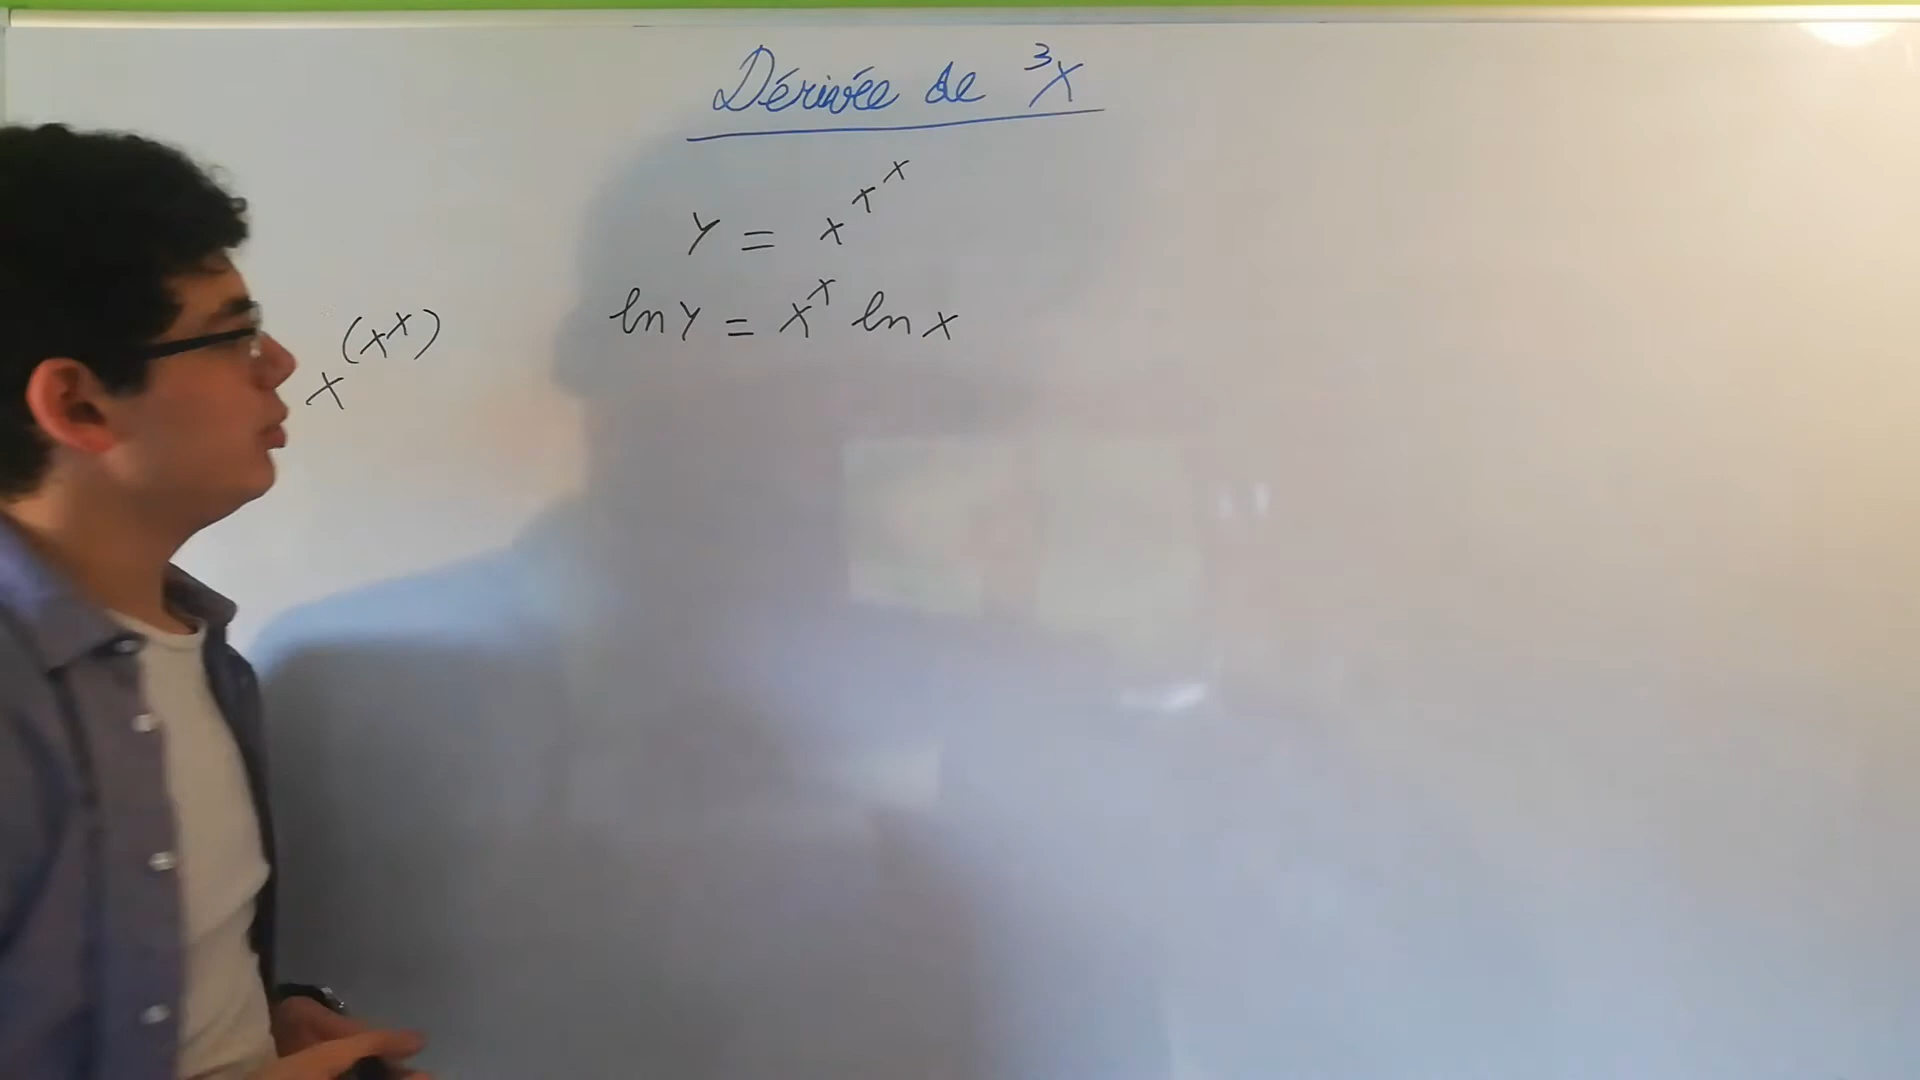 Dérivée de ³x
y = x^x^x
ln y = x^x ln x
x^(x^x)